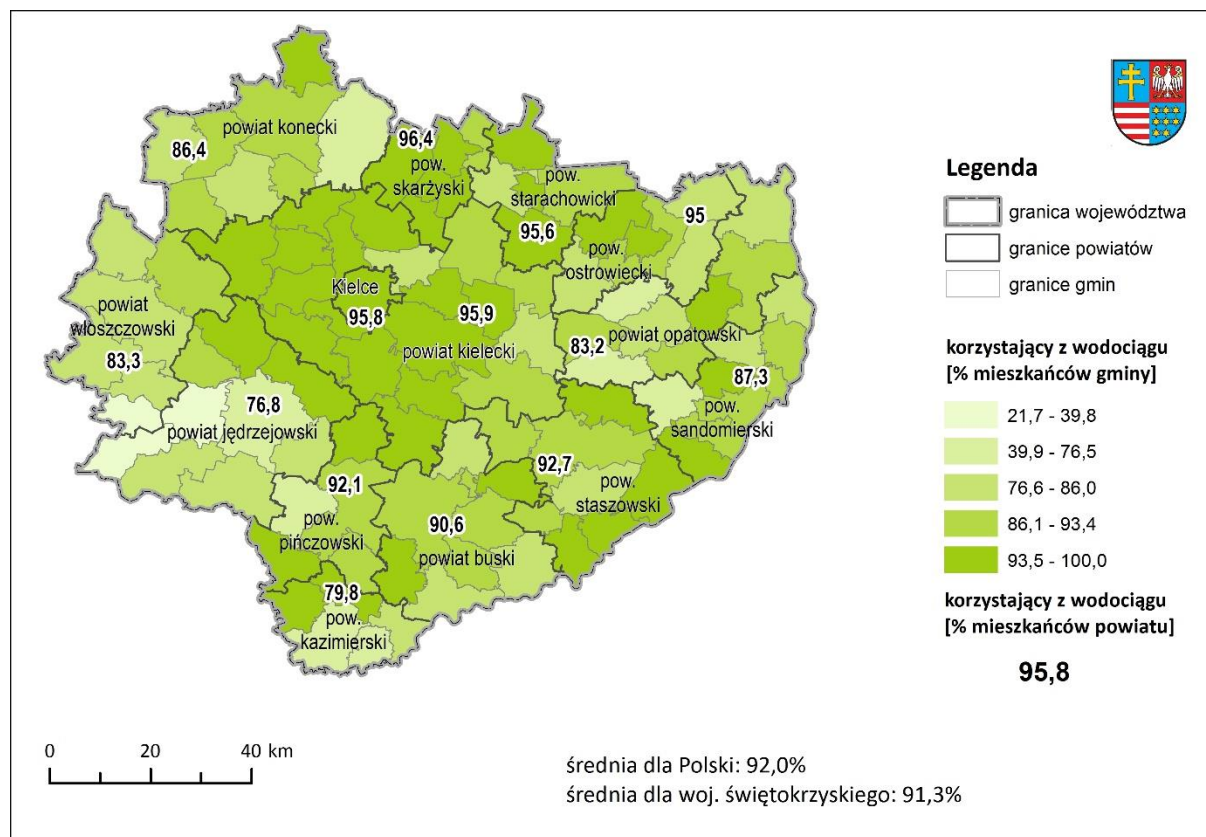 powiat konecki
86,4
96,4
pow.
skarżyski
pow.
starachowicki
95,6
95
pow.
ostrowiecki
Kielce
95,8
95,9
powiat kielecki
powiat
włoszczowski
83,3
83,2
powiat opatowski
87,3
pow.
sandomierski
76,8
powiat jędrzejowski
92,1
pow.
pińczowski
92,7
pow.
staszowski
90,6
powiat buski
79,8
pow.
kazimierski
Legenda
granica województwa
granice powiatów
granice gmin
korzystający z wodociągu
[% mieszkańców gminy]
21,7 - 39,8
39,9 - 76,5
76,6 - 86,0
86,1 - 93,4
93,5 - 100,0
korzystający z wodociągu
[% mieszkańców powiatu]
95,8
0 20 40 km
średnia dla Polski: 92,0%
średnia dla woj. świętokrzyskiego: 91,3%